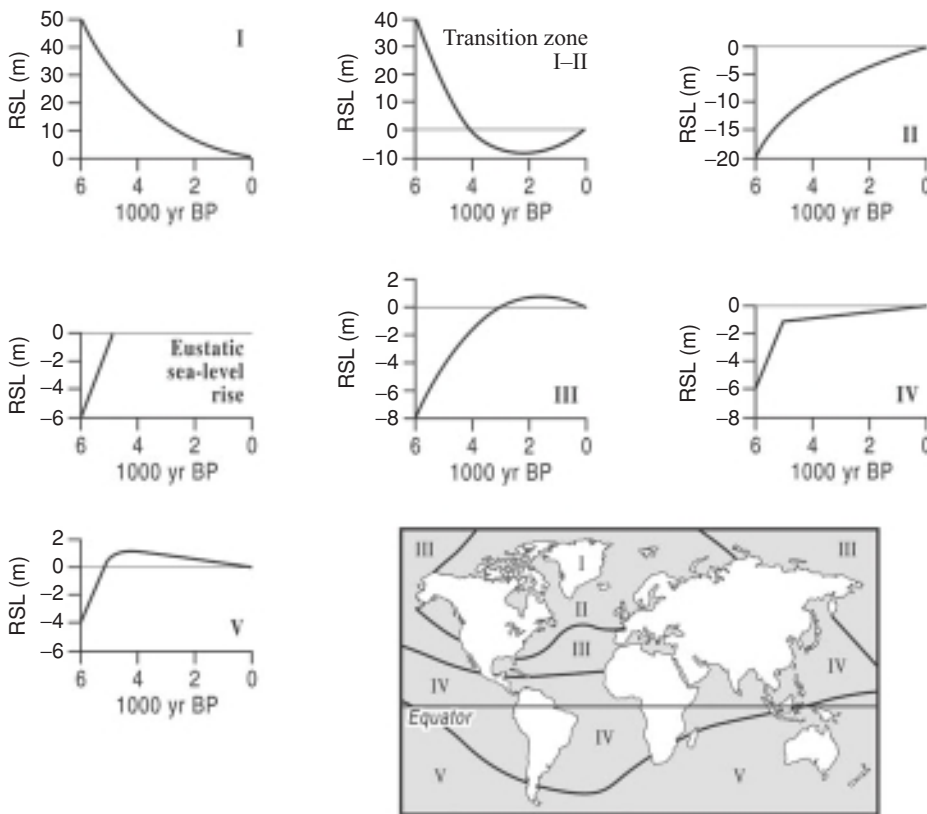 50
40
30
20
10
0
RSL (m)
I
6 4 2 0
1000 yr BP
40
30
20
10
0
–10
RSL (m)
Transition zone
I–II
6 4 2 0
1000 yr BP
0
–5
–10
–15
–20
RSL (m)
II
6 4 2 0
1000 yr BP
0
–2
–4
–6
RSL (m)
Eustatic
sea-level
rise
6 4 2 0
1000 yr BP
2
0
–2
–4
–6
–8
RSL (m)
III
6 4 2 0
1000 yr BP
0
–2
–4
–6
–8
RSL (m)
IV
6 4 2 0
1000 yr BP
2
0
–2
–4
–6
RSL (m)
V
6 4 2 0
1000 yr BP
III I III
II
III
IV IV
Equator
IV
V V